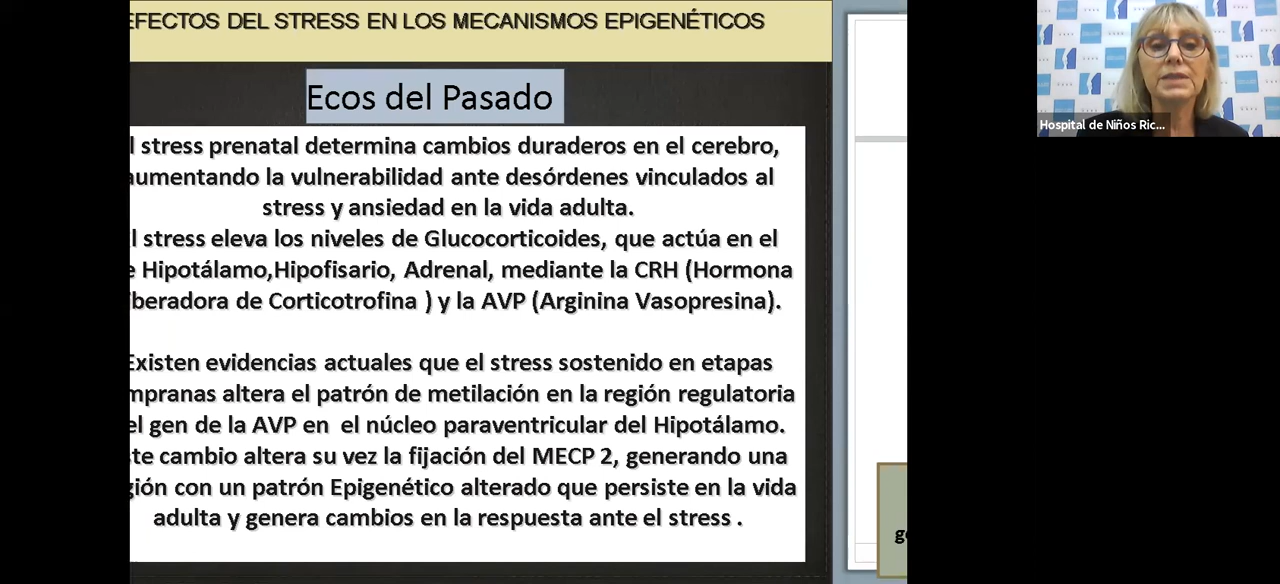 EFECTOS DEL STRESS EN LOS MECANISMOS EPIGENÉTICOS
Ecos del Pasado
l stress prenatal determina cambios duraderos en el cerebro,
aumentando la vulnerabilidad ante desórdenes vinculados al
stress y ansiedad en la vida adulta.
l stress eleva los niveles de Glucocorticoides, que actúa en el
e Hipotálamo,Hipofisario, Adrenal, mediante la CRH (Hormona
iberadora de Corticotrofina ) y la AVP (Arginina Vasopresina).
Existen evidencias actuales que el stress sostenido en etapas
mpranas altera el patrón de metilación en la región regulatoria
el gen de la AVP en el núcleo paraventricular del Hipotálamo.
ste cambio altera su vez la fijación del MECP 2, generando una
gión con un patrón Epigenético alterado que persiste en la vida
adulta y genera cambios en la respuesta ante el stress .
Hospital de Niños Ric...